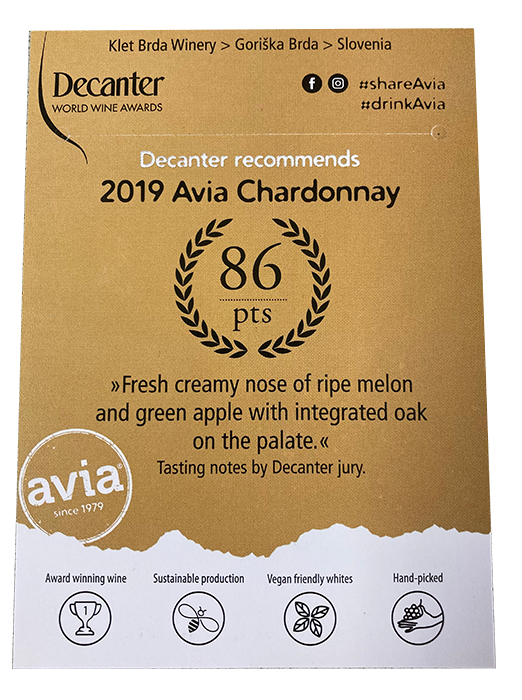 Klet Brda Winery > Goriška Brda > Slovenia
Decanter
WORLD WINE AWARDS
#shareAvia
#drinkAvia
Decanter recommends
2019 Avia Chardonnay
86
pts
»Fresh creamy nose of ripe melon
and green apple with integrated oak
on the palate.«
Tasting notes by Decanter jury.
avia®
since 1979
Award winning wine
Sustainable production
Vegan friendly whites
Hand-picked
1